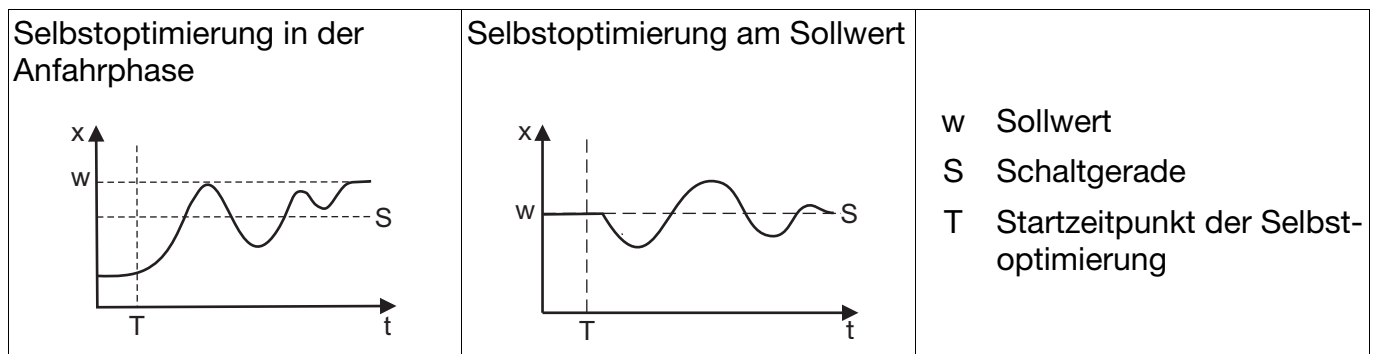 Selbstoptimierung in der
Anfahrphase
x
w
S
T
t
Selbstoptimierung am Sollwert
x
w
S
T
t
w Sollwert
S Schaltgerade
T Startzeitpunkt der Selbst-
optimierung